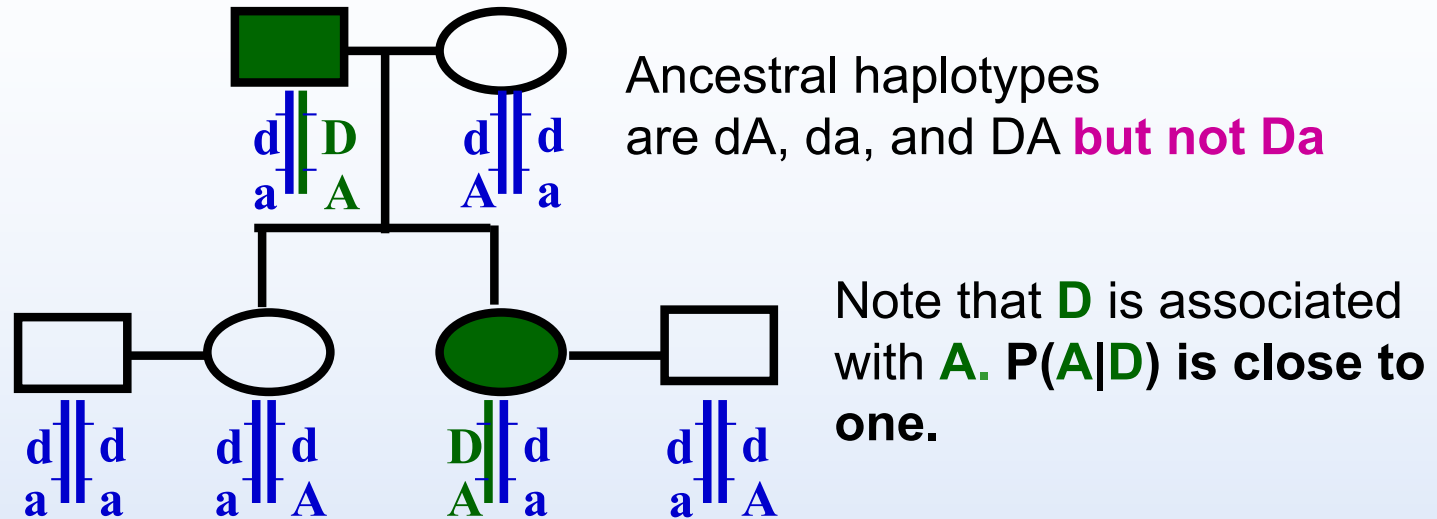 Ancestral haplotypes
are dA, da, and DA but not Da
d D d d
a A A a
Note that D is associated
with A. P(A|D) is close to
one.
d d d d D d d d
a a a A A a a A